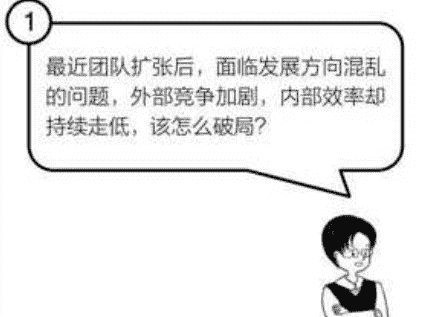 1
最近团队扩张后，面临发展方向混乱
的问题，外部竞争加剧，内部效率却
持续走低，该怎么破局？